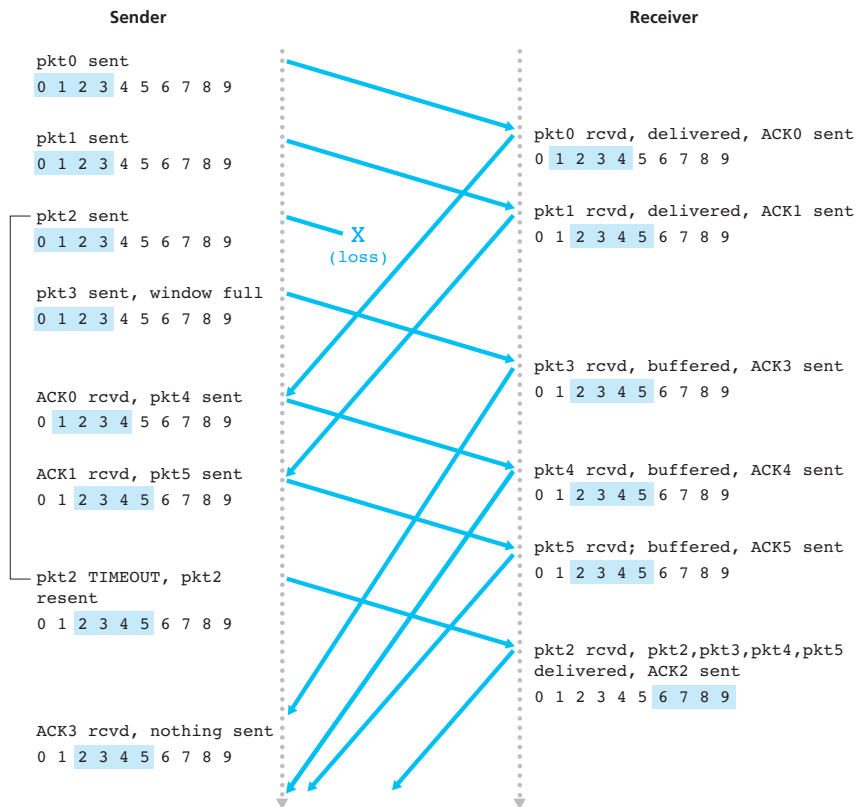 Sender
Receiver
pkt0 sent
0 1 2 3 4 5 6 7 8 9
pkt0 rcvd, delivered, ACK0 sent
0 1 2 3 4 5 6 7 8 9
pkt1 sent
0 1 2 3 4 5 6 7 8 9
pkt1 rcvd, delivered, ACK1 sent
0 1 2 3 4 5 6 7 8 9
pkt2 sent
0 1 2 3 4 5 6 7 8 9
X
(loss)
pkt3 sent, window full
0 1 2 3 4 5 6 7 8 9
pkt3 rcvd, buffered, ACK3 sent
0 1 2 3 4 5 6 7 8 9
ACK0 rcvd, pkt4 sent
0 1 2 3 4 5 6 7 8 9
pkt4 rcvd, buffered, ACK4 sent
0 1 2 3 4 5 6 7 8 9
ACK1 rcvd, pkt5 sent
0 1 2 3 4 5 6 7 8 9
pkt5 rcvd; buffered, ACK5 sent
0 1 2 3 4 5 6 7 8 9
pkt2 TIMEOUT, pkt2
resent
0 1 2 3 4 5 6 7 8 9
pkt2 rcvd, pkt2,pkt3,pkt4,pkt5
delivered, ACK2 sent
0 1 2 3 4 5 6 7 8 9
ACK3 rcvd, nothing sent
0 1 2 3 4 5 6 7 8 9